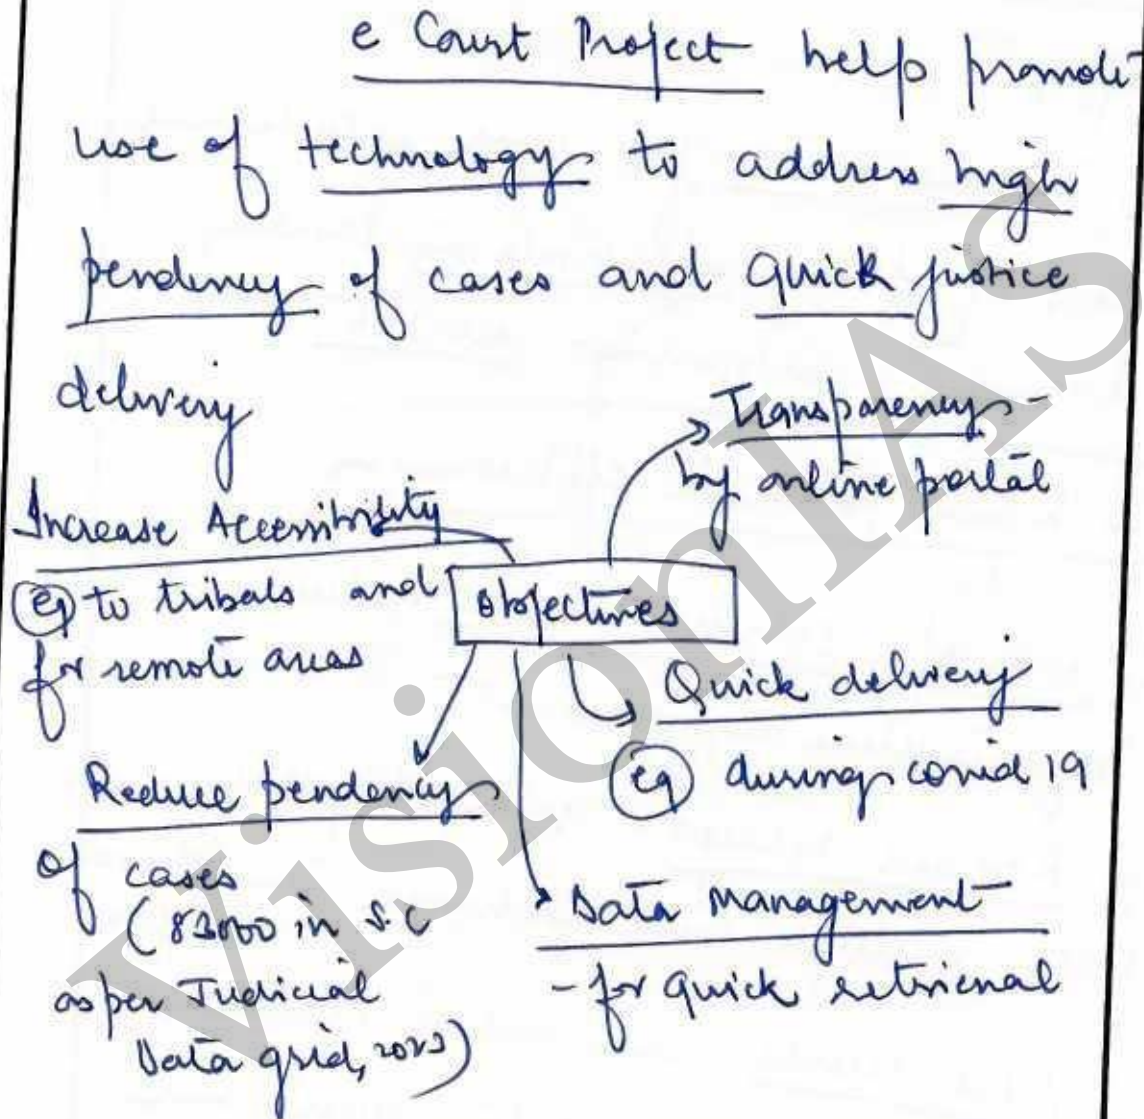 e Court Project help promote
use of technology to address high
pendency of cases and Quick justice
delivery
Transparency -
by online portal
Increase Accessibility
eg to tribals and
for remote areas
Objectives
Quick delivery
eg during covid 19
Reduce pendency
of cases
(83000 in S.C
as per Judicial
Data grid, 2023)
Data Management
- for Quick retrieval
VisionIAS